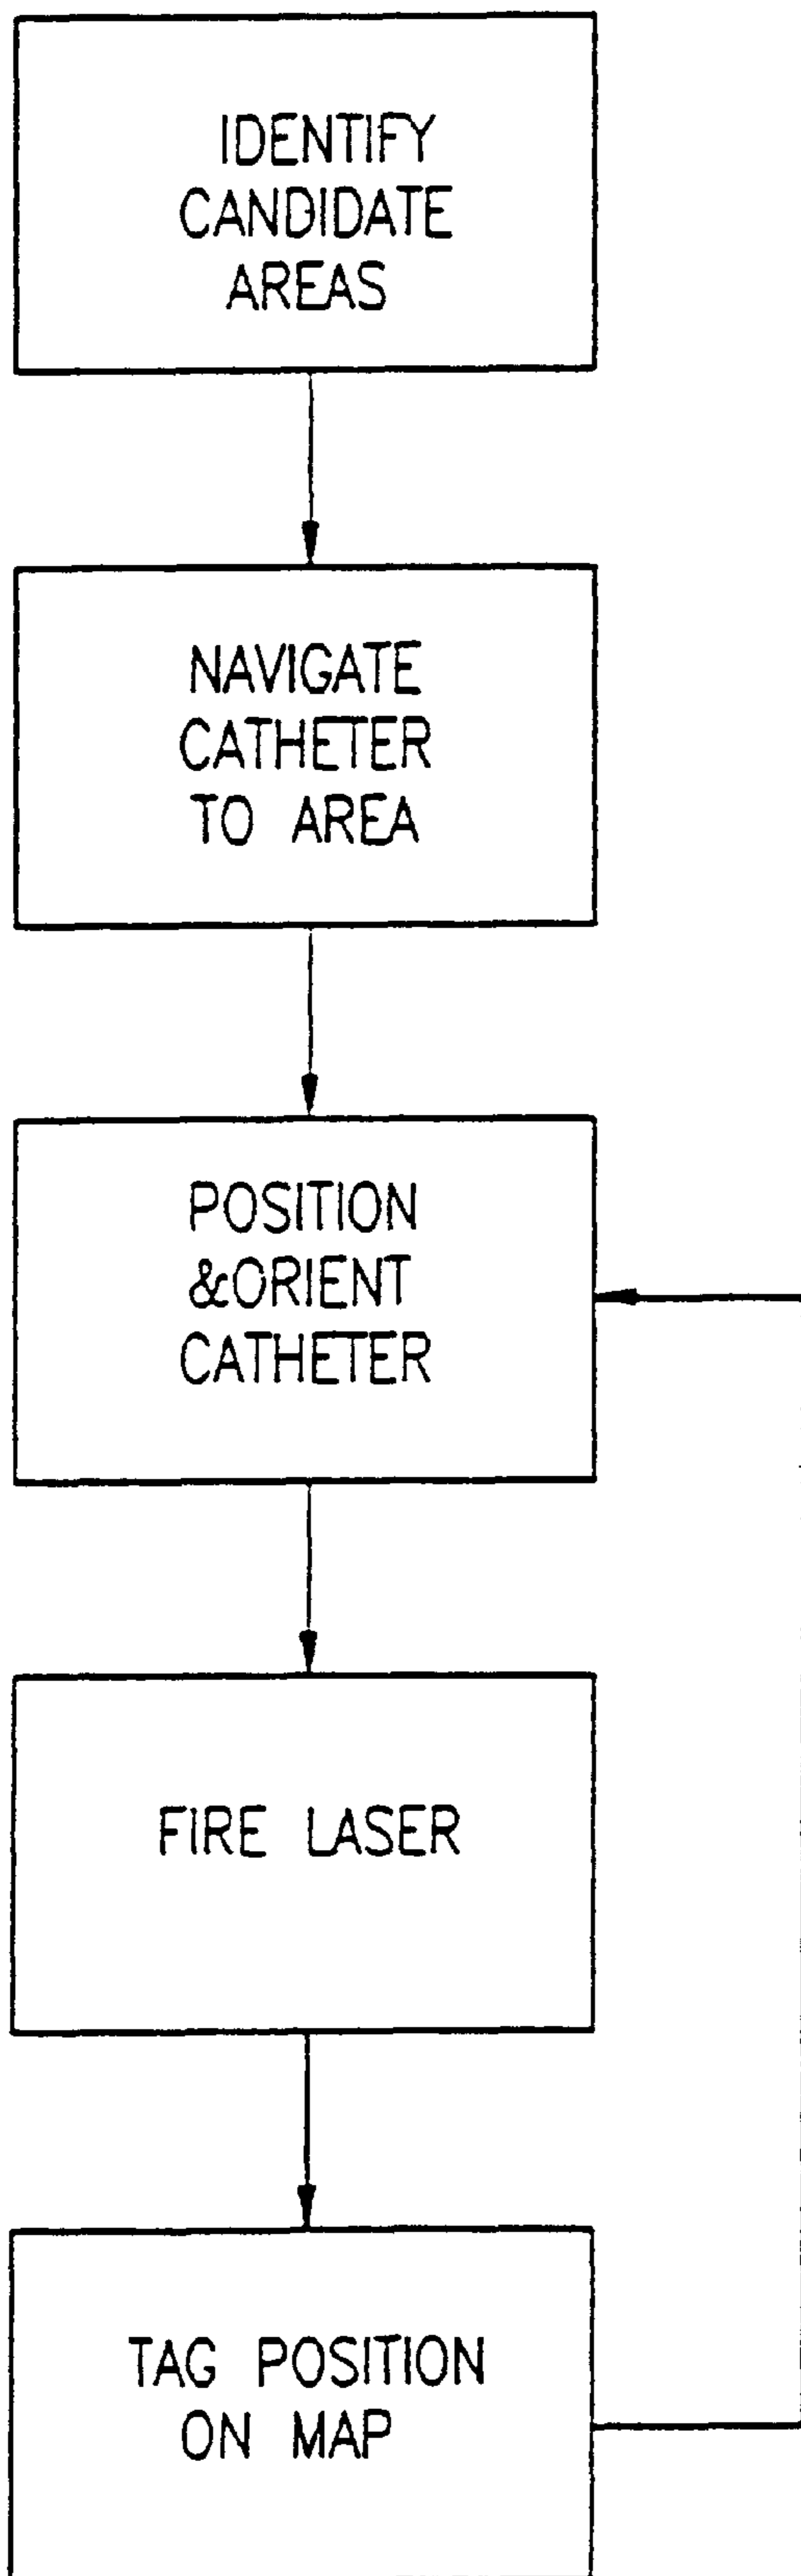 IDENTIFY
CANDIDATE
AREAS
NAVIGATE
CATHETER
TO AREA
POSITION
&ORIENT
CATHETER
FIRE LASER
TAG POSITION
ON MAP